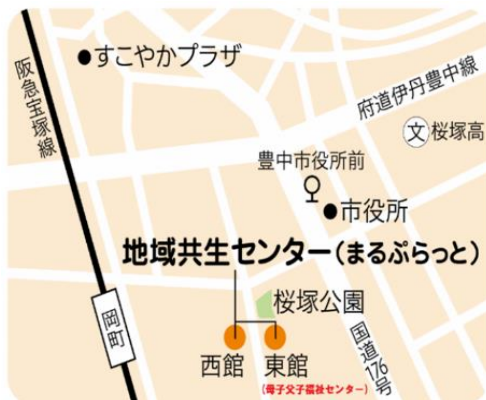 すこやかプラザ
阪急宝塚線
府道伊丹豊中線
文 桜塚高
豊中市役所前
市役所
地域共生センター(まるぷらっと)
桜塚公園
岡町
国道176号
西館
東館
(母子父子福祉センター)